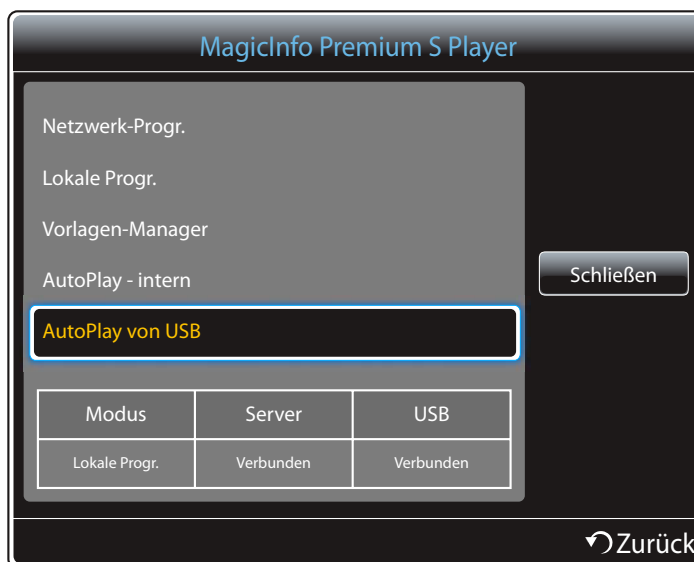 MagicInfo Premium S Player
Netzwerk-Progr.
Lokale Progr.
Vorlagen-Manager
AutoPlay - intern
AutoPlay von USB
Schließen
Modus Server USB
Lokale Progr. Verbunden Verbunden
Zurück